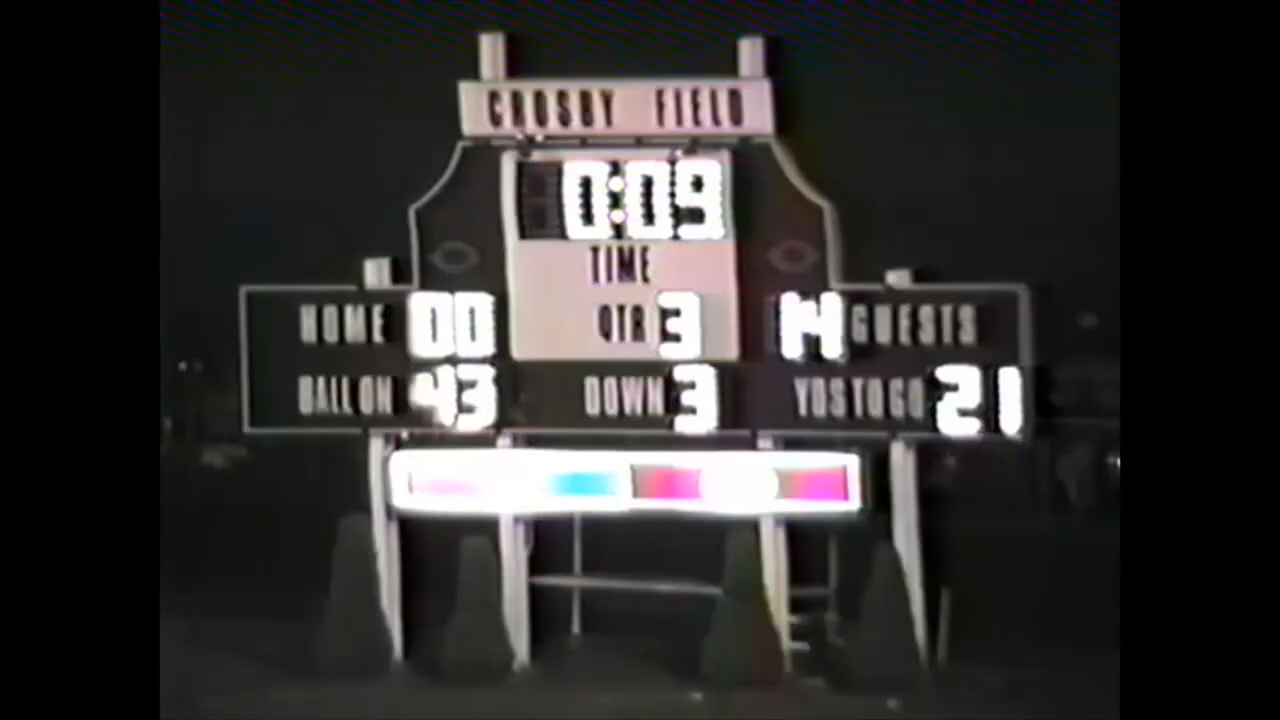 CROSBY FIELD
0:09
TIME
HOME 00 QTR 3 14 GUESTS
BALL ON 43 DOWN 3 YDS TO GO 21